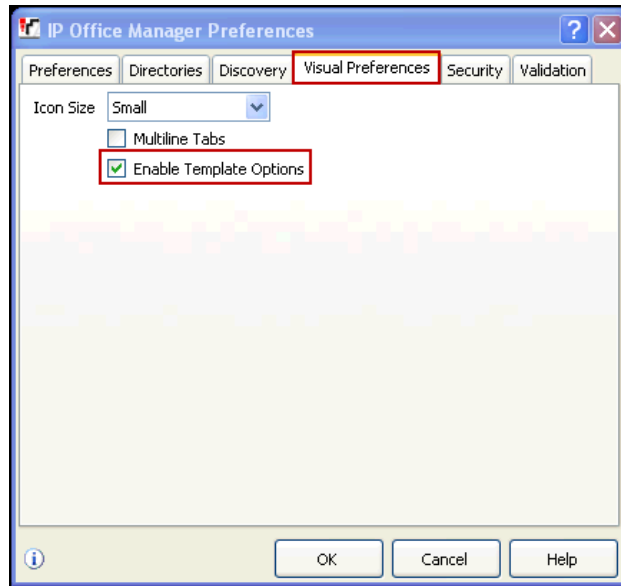 IP Office Manager Preferences
Preferences Directories Discovery Visual Preferences Security Validation
Icon Size Small
Multiline Tabs
Enable Template Options
OK Cancel Help